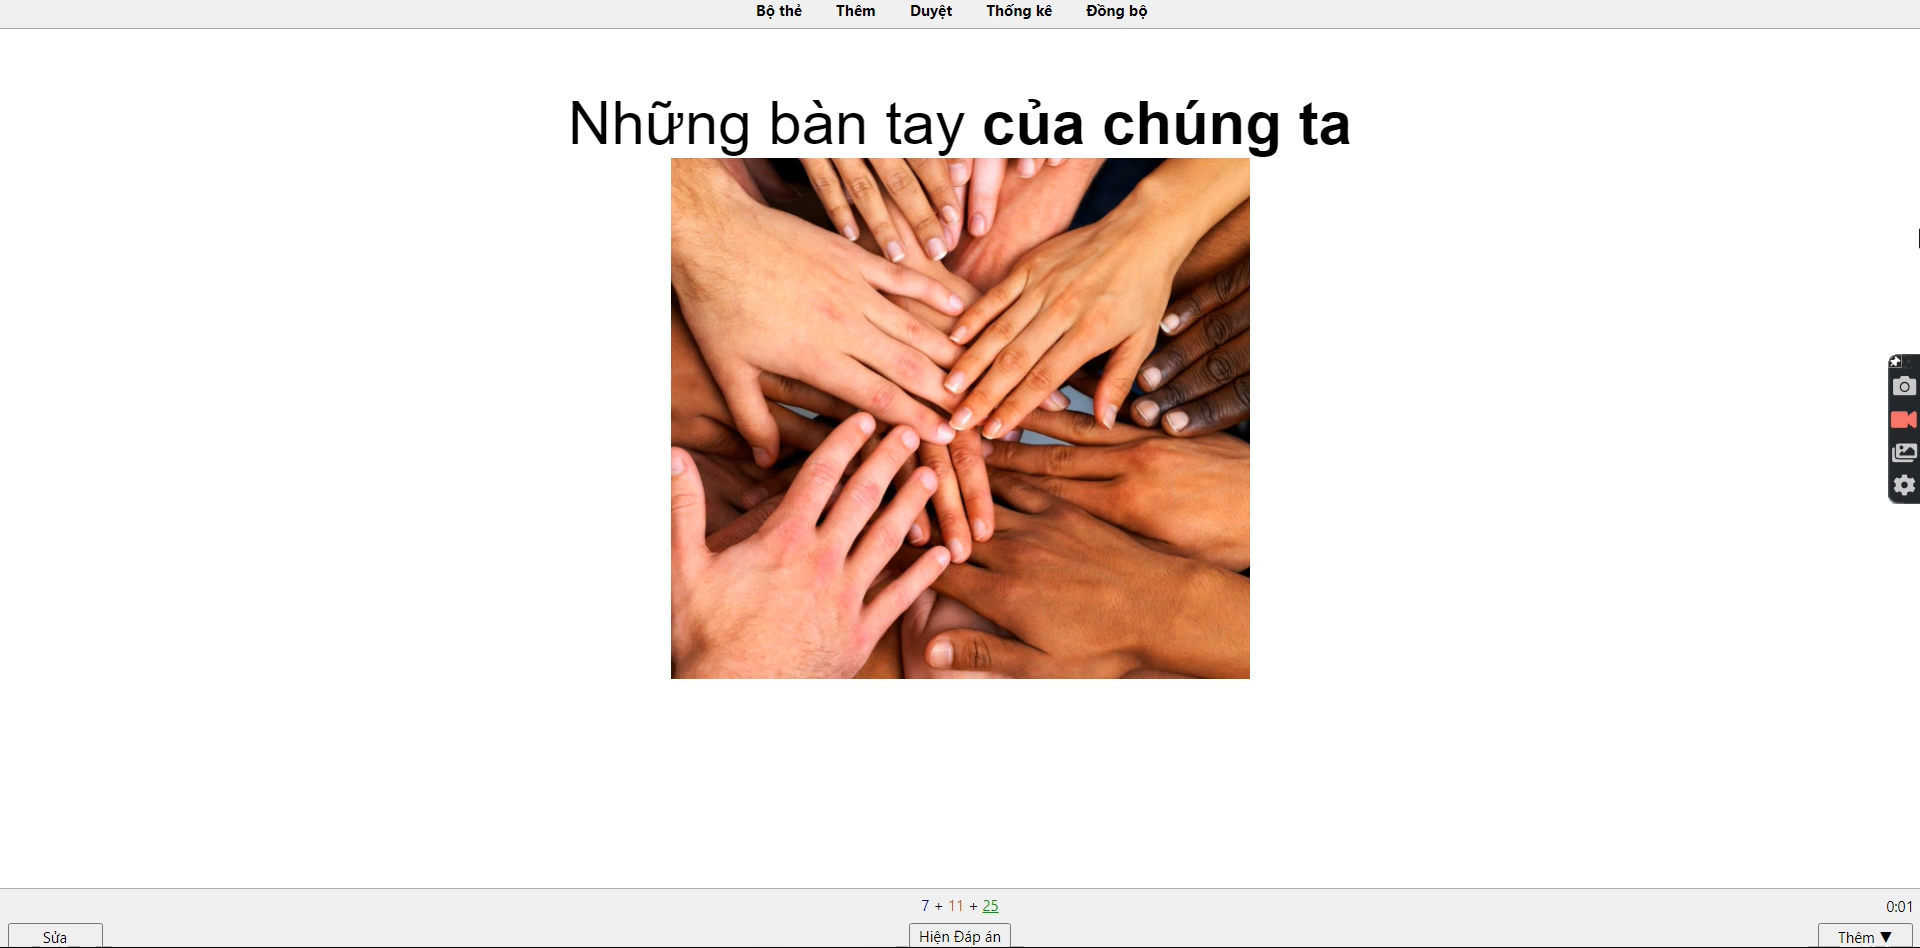 Bộ thẻ Thêm Duyệt Thống kê Đồng bộ
Những bàn tay của chúng ta
7 + 11 + 25
0:01
Sửa
Hiện Đáp án
Thêm ▼